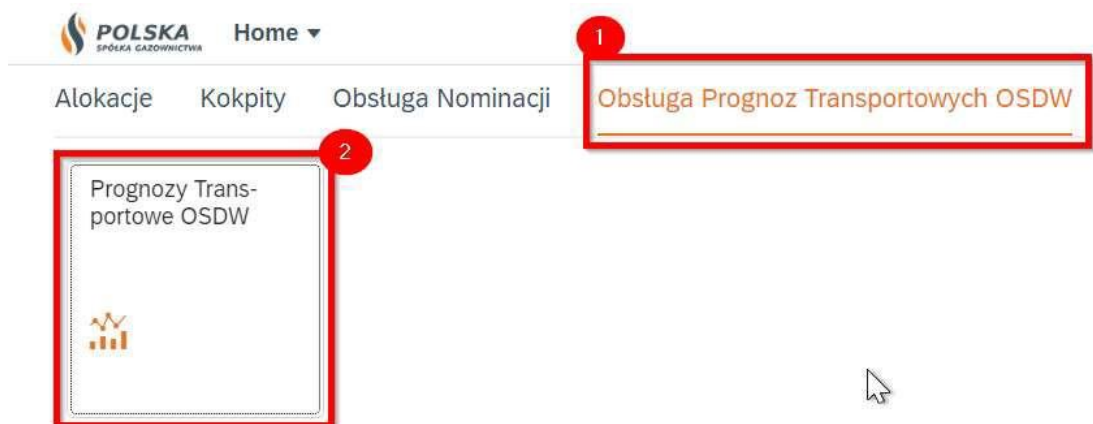 POLSKA
SPÓŁKA GAZOWNICTWA
Home
1
Alokacje Kokpity Obsługa Nominacji Obsługa Prognoz Transportowych OSDW
2
Prognozy Trans-
portowe OSDW